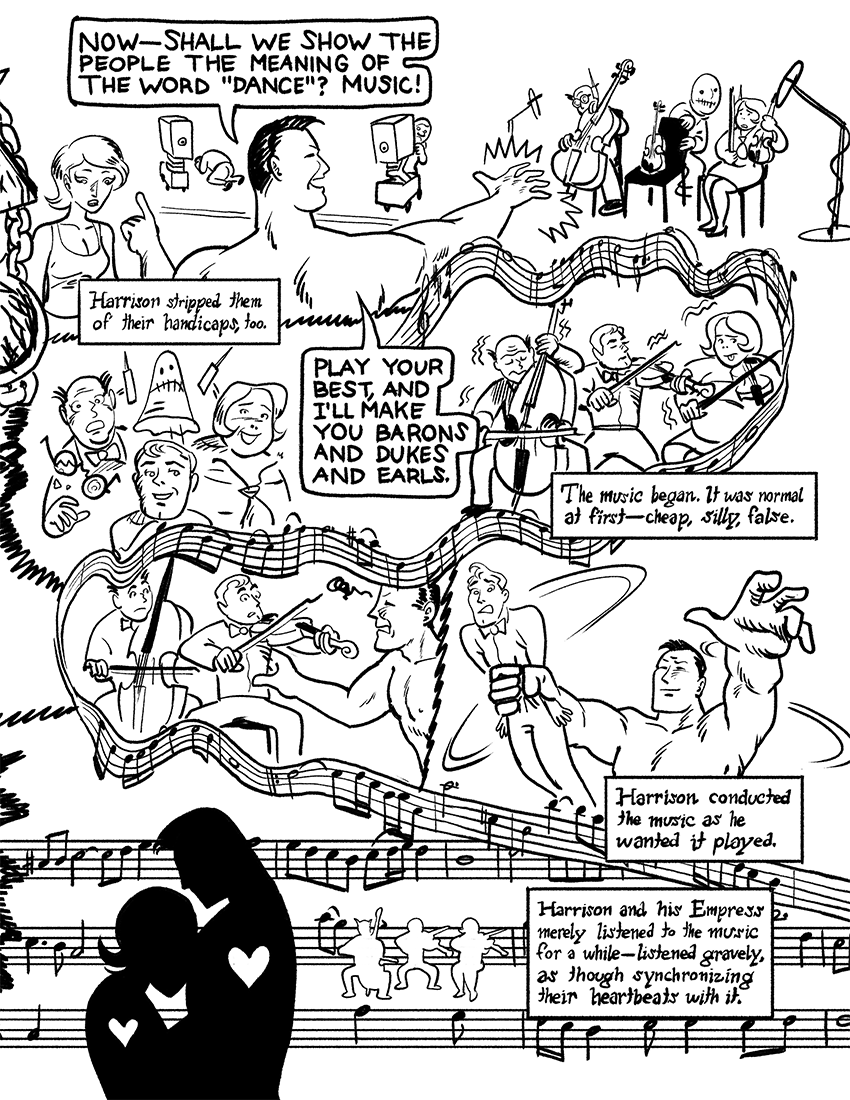 NOW—SHALL WE SHOW THE
PEOPLE THE MEANING OF
THE WORD "DANCE"? MUSIC!
Harrison stripped them
of their handicaps, too.
PLAY YOUR
BEST, AND
I'LL MAKE
YOU BARONS
AND DUKES
AND EARLS.
The music began. It was normal
at first—cheap, silly, false.
Harrison conducted
the music as he
wanted it played.
Harrison and his Empress
merely listened to the music
for a while—listened gravely,
as though synchronizing
their heartbeats with it.